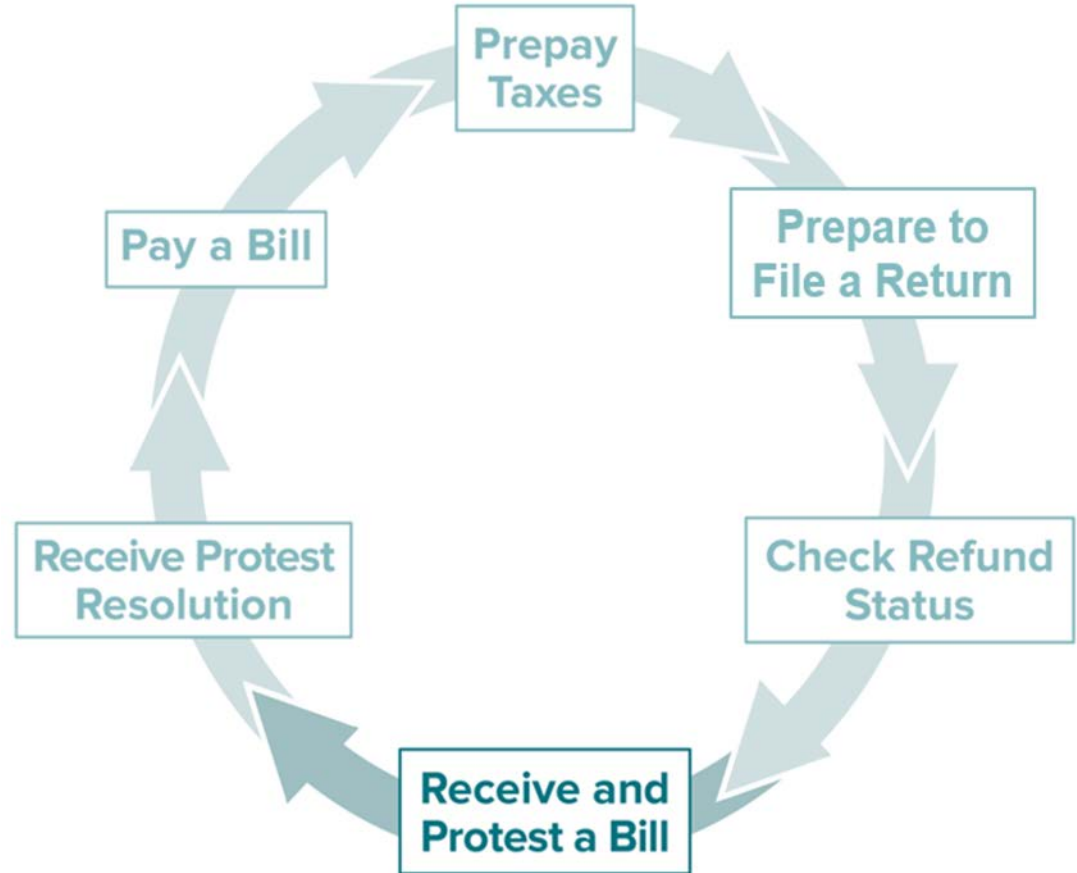 Prepay
Taxes
Prepare to
File a Return
Check Refund
Status
Receive and
Protest a Bill
Receive Protest
Resolution
Pay a Bill